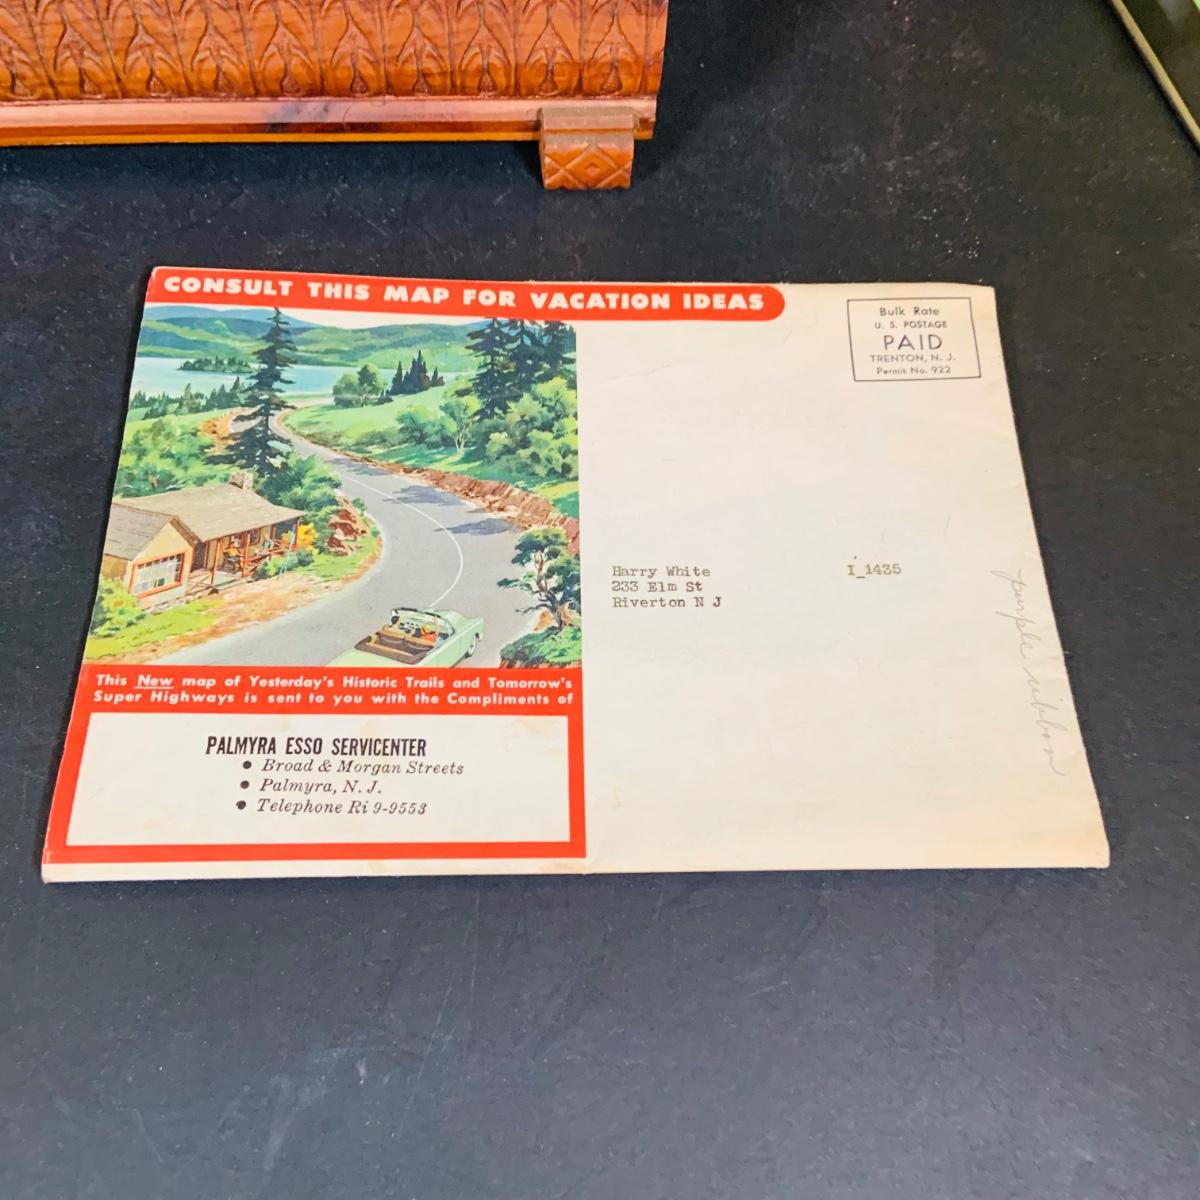 CONSULT THIS MAP FOR VACATION IDEAS
Bulk Rate
U. S. POSTAGE
PAID
TRENTON, N. J.
Permit No. 922
Harry White I_1435
233 Elm St
Riverton N J
purple ribbon
This New map of Yesterday's Historic Trails and Tomorrow's
Super Highways is sent to you with the Compliments of
PALMYRA ESSO SERVICENTER
• Broad & Morgan Streets
• Palmyra, N. J.
• Telephone Ri 9-9553